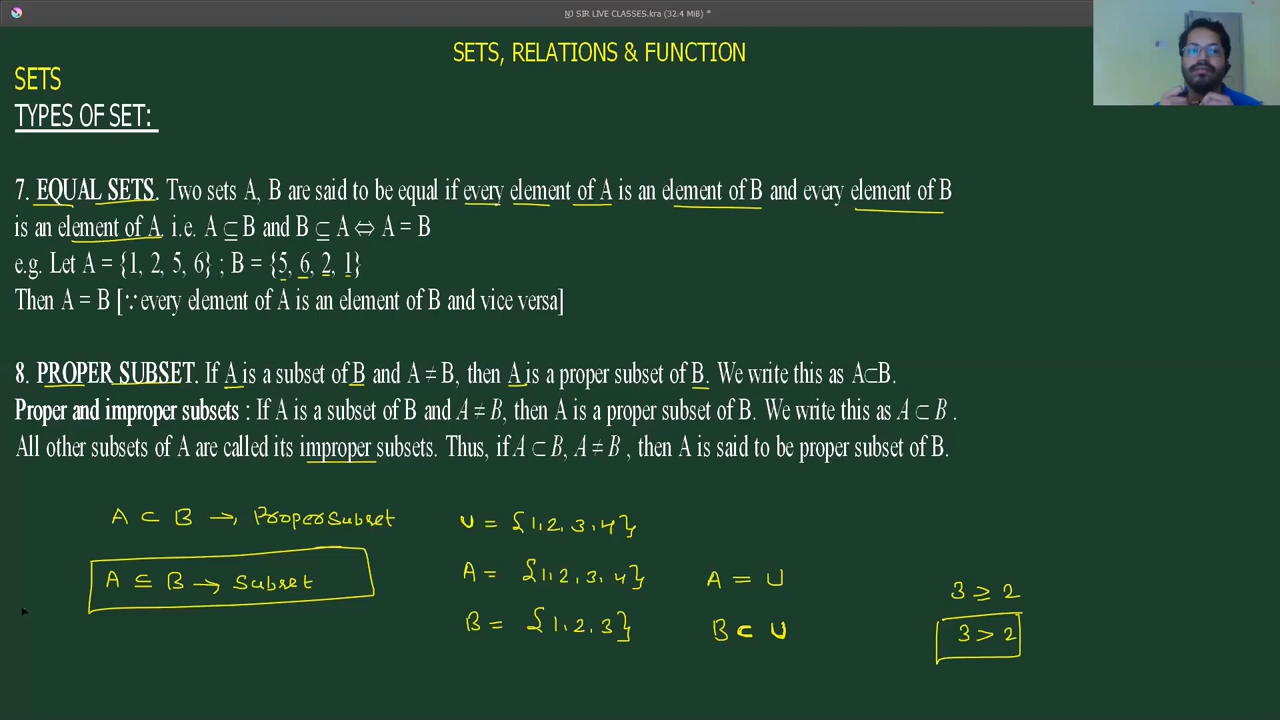 NJ SIR LIVE CLASSES.kra (32.4 MiB) *
SETS, RELATIONS & FUNCTION
SETS
TYPES OF SET:
7. EQUAL SETS. Two sets A, B are said to be equal if every element of A is an element of B and every element of B
is an element of A. i.e. A ⊆ B and B ⊆ A ⇔ A = B
e.g. Let A = {1, 2, 5, 6} ; B = {5, 6, 2, 1}
Then A = B [∵ every element of A is an element of B and vice versa]
8. PROPER SUBSET. If A is a subset of B and A ≠ B, then A is a proper subset of B. We write this as A⊂B.
Proper and improper subsets : If A is a subset of B and A ≠ B, then A is a proper subset of B. We write this as A ⊂ B .
All other subsets of A are called its improper subsets. Thus, if A ⊂ B, A ≠ B , then A is said to be proper subset of B.
A ⊂ B → Proper Subset
A ⊆ B → Subset
U = {1, 2, 3, 4}
A = {1, 2, 3, 4}
B = {1, 2, 3}
A = U
B ⊂ U
3 ≥ 2
3 > 2